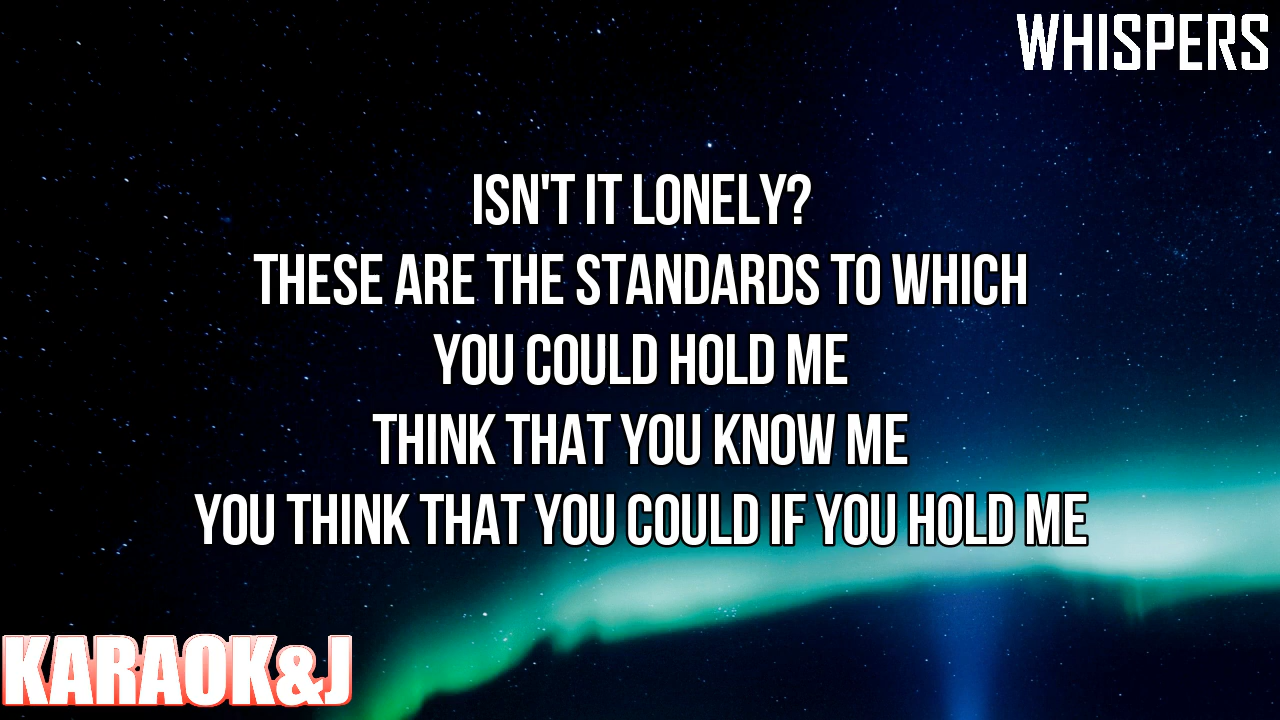 WHISPERS
ISN'T IT LONELY?
THESE ARE THE STANDARDS TO WHICH
YOU COULD HOLD ME
THINK THAT YOU KNOW ME
YOU THINK THAT YOU COULD IF YOU HOLD ME
KARAOK&J